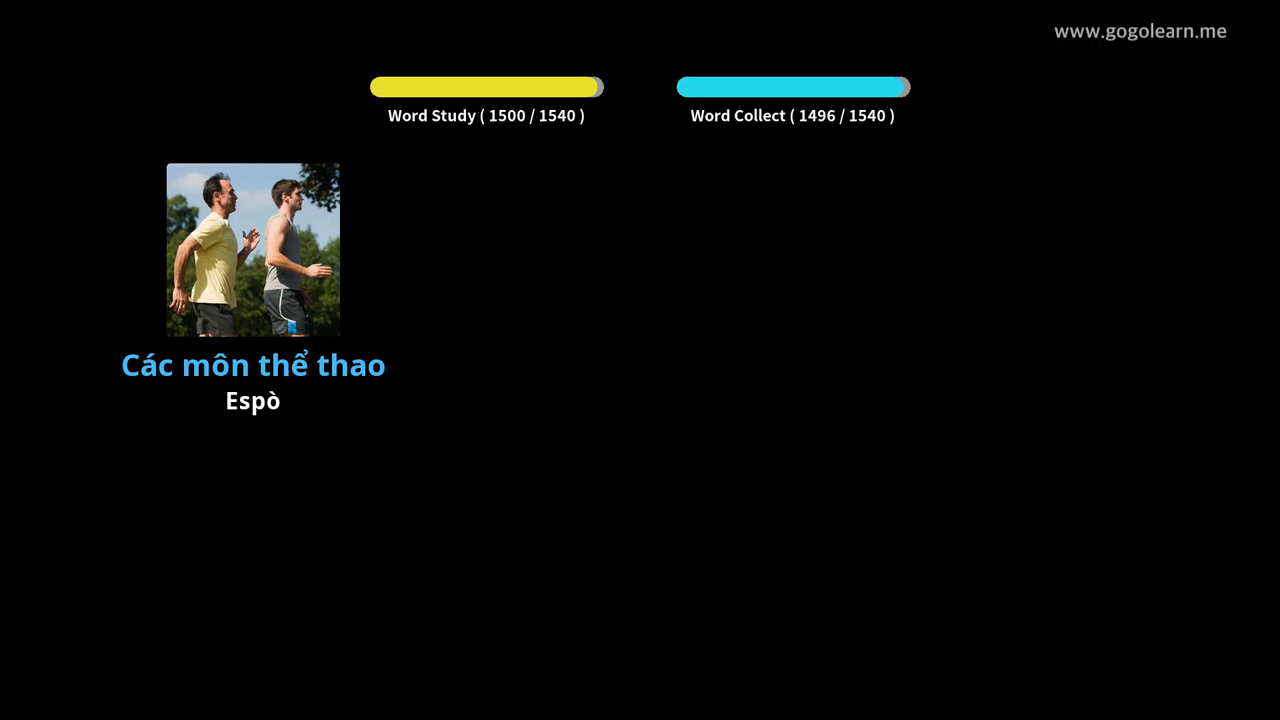 www.gogolearn.me
Word Study ( 1500 / 1540 )
Word Collect ( 1496 / 1540 )
Các môn thể thao
Espò